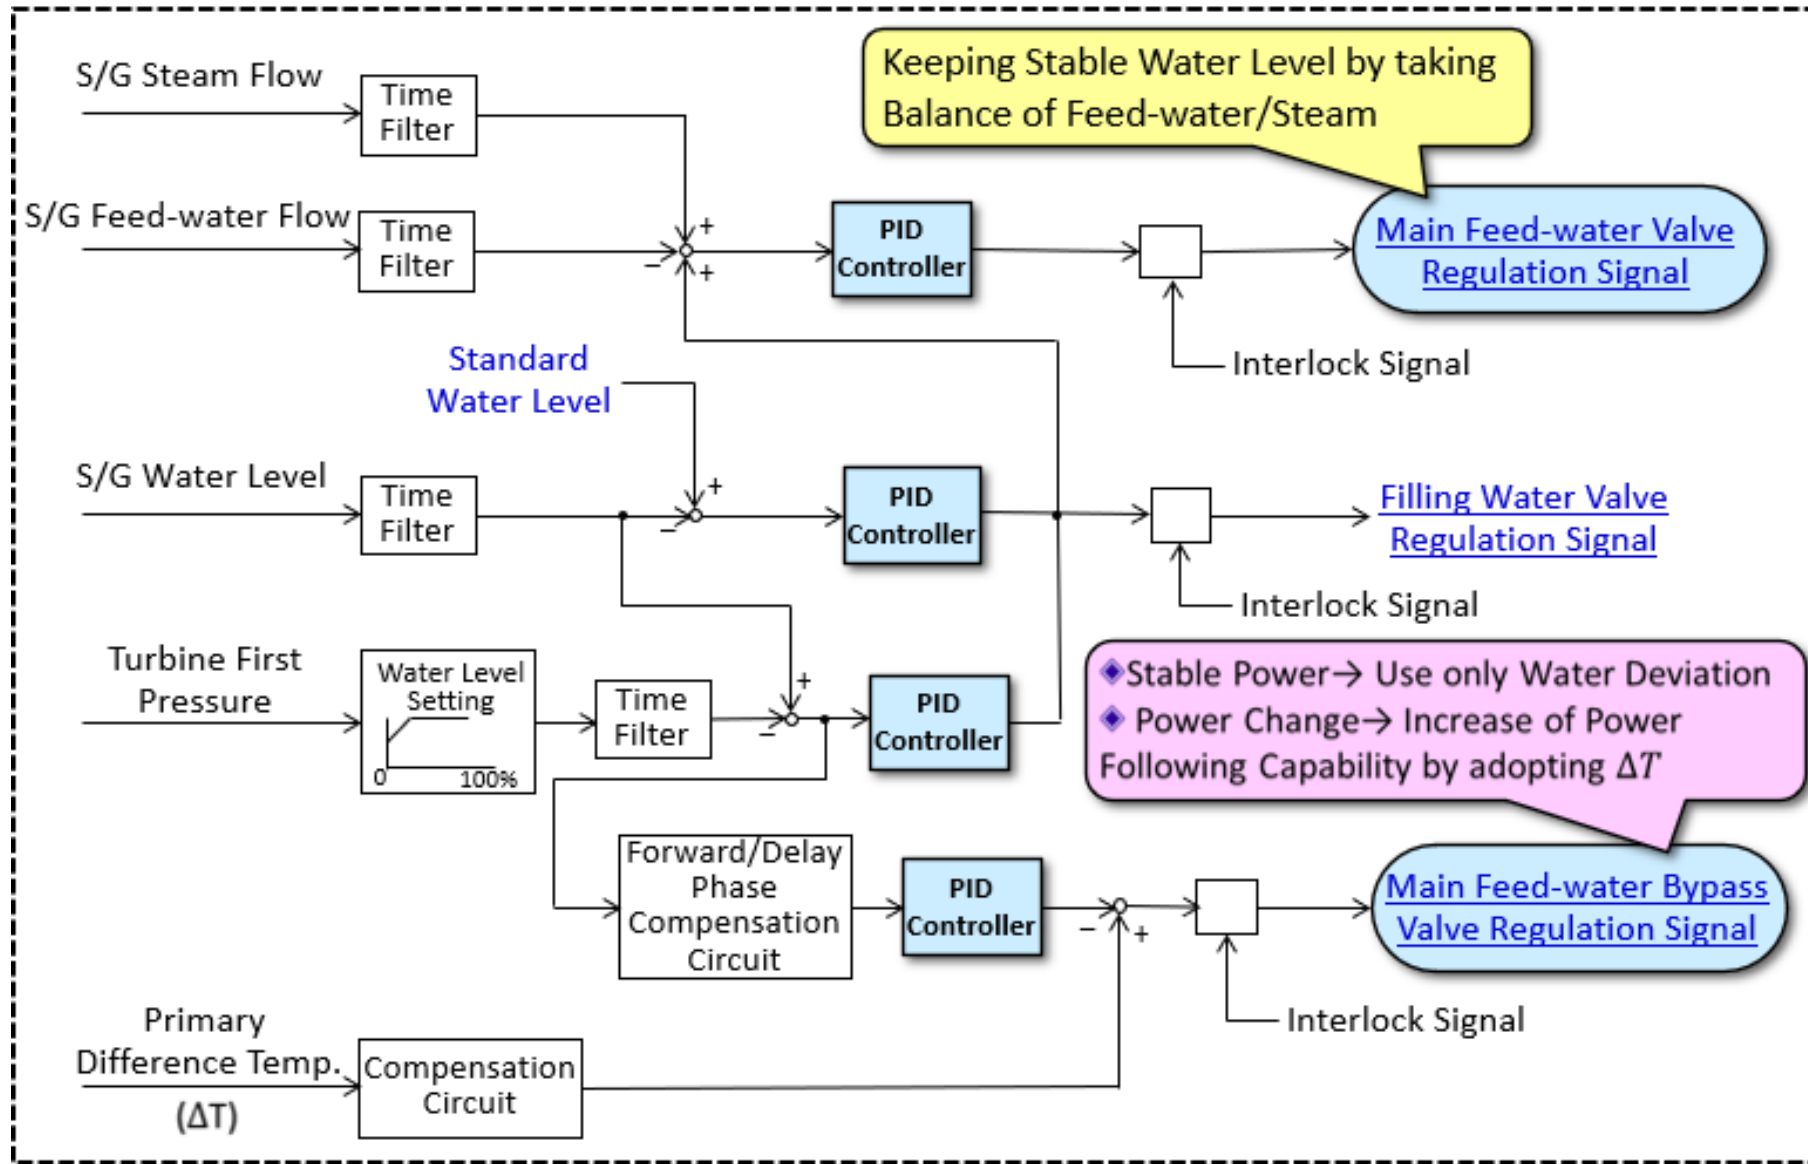 S/G Steam Flow
Time
Filter
Keeping Stable Water Level by taking
Balance of Feed-water/Steam
S/G Feed-water Flow
Time
Filter
+
−
+
PID
Controller
Main Feed-water Valve
Regulation Signal
Interlock Signal
Standard
Water Level
S/G Water Level
Time
Filter
+
−
PID
Controller
Filling Water Valve
Regulation Signal
Interlock Signal
Turbine First
Pressure
Water Level
Setting
0
100%
Time
Filter
+
−
PID
Controller
◆Stable Power→ Use only Water Deviation
◆ Power Change→ Increase of Power
Following Capability by adopting ΔT
Forward/Delay
Phase
Compensation
Circuit
PID
Controller
−
+
Main Feed-water Bypass
Valve Regulation Signal
Interlock Signal
Primary
Difference Temp.
(ΔT)
Compensation
Circuit